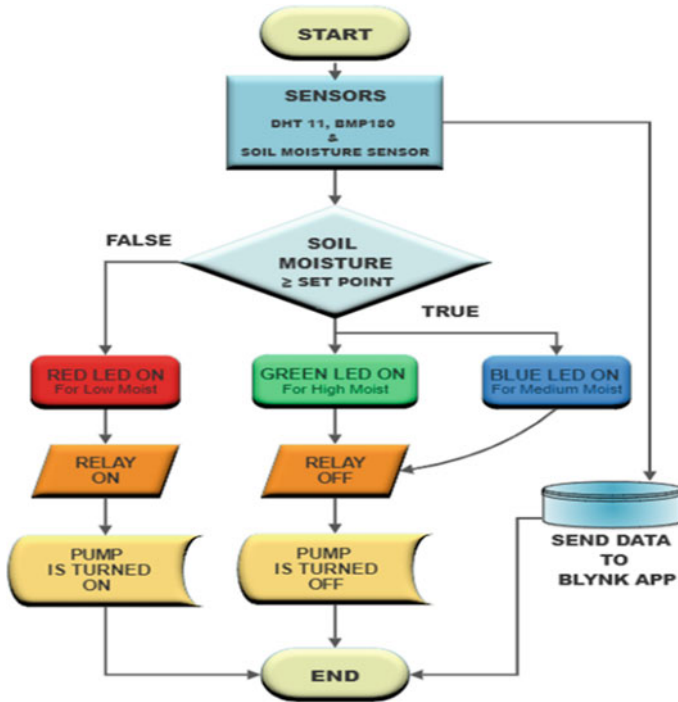 START
SENSORS
DHT 11, BMP180
&
SOIL MOISTURE SENSOR
FALSE
SOIL
MOISTURE
≥ SET POINT
TRUE
RED LED ON
For Low Moist
GREEN LED ON
For High Moist
BLUE LED ON
For Medium Moist
RELAY
ON
RELAY
OFF
PUMP
IS TURNED
ON
PUMP
IS TURNED
OFF
SEND DATA
TO
BLYNK APP
END